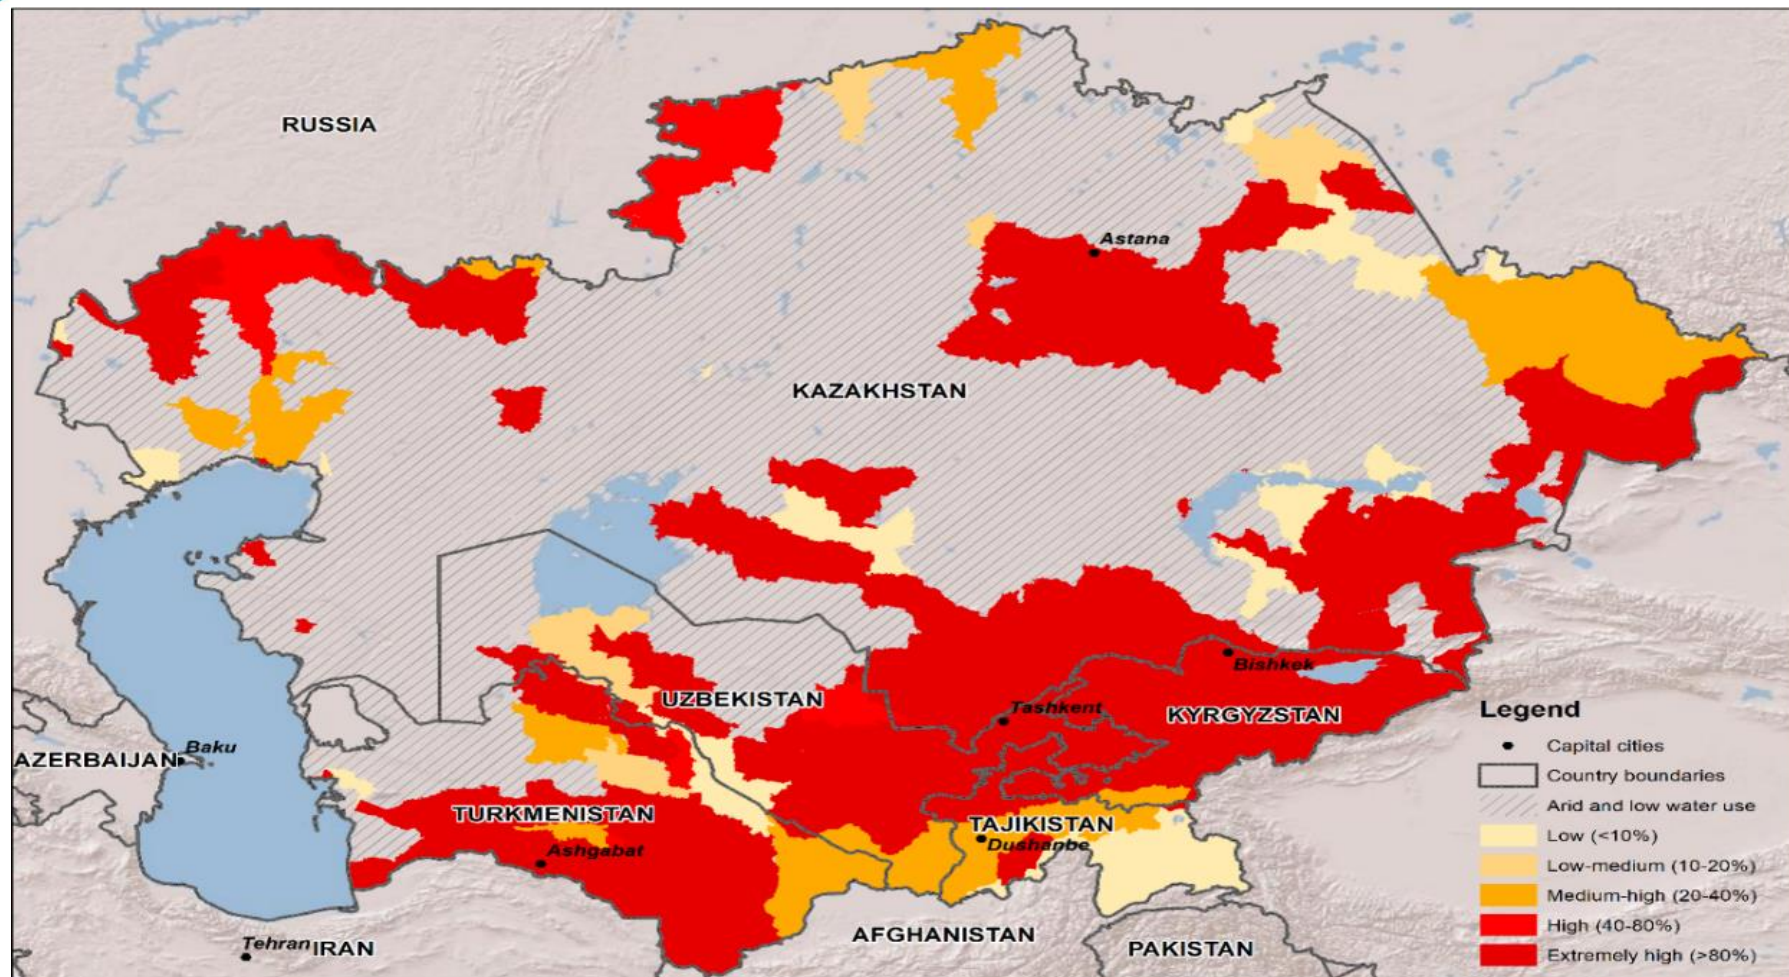 RUSSIA
Astana
KAZAKHSTAN
Bishkek
UZBEKISTAN
Tashkent
KYRGYZSTAN
Legend
Baku
AZERBAIJAN
Capital cities
Country boundaries
Arid and low water use
TURKMENISTAN
TAJIKISTAN
Low (<10%)
Dushanbe
Ashgabat
Low-medium (10-20%)
Medium-high (20-40%)
High (40-80%)
AFGHANISTAN
Tehran
IRAN
PAKISTAN
Extremely high (>80%)